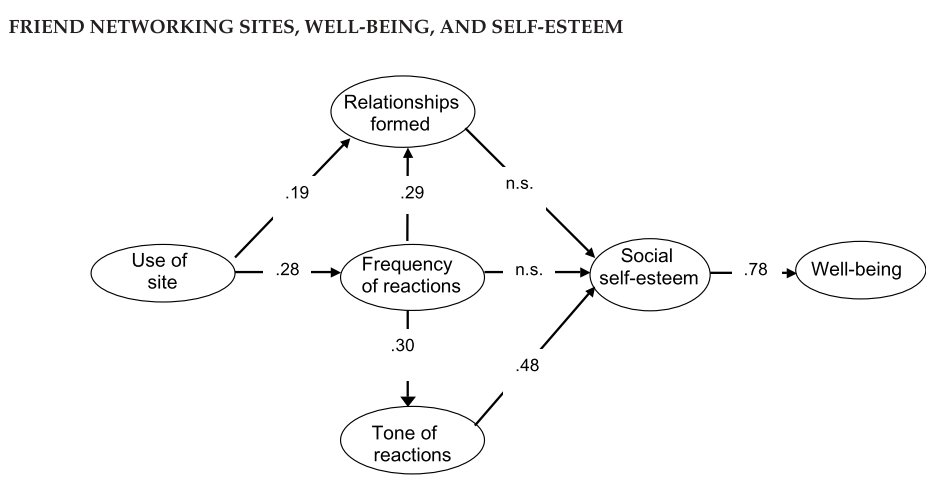 FRIEND NETWORKING SITES, WELL-BEING, AND SELF-ESTEEM
Relationships
formed
.19
.29
n.s.
Use of
site
.28
Frequency
of reactions
n.s.
Social
self-esteem
.78
Well-being
.30
.48
Tone of
reactions